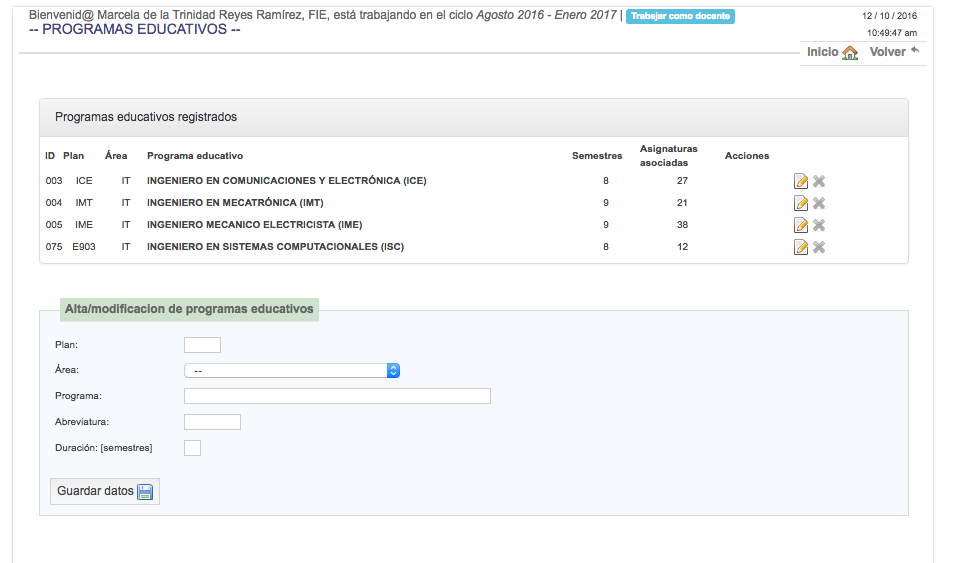 Bienvenid@ Marcela de la Trinidad Reyes Ramírez, FIE, está trabajando en el ciclo Agosto 2016 - Enero 2017 | Trabajar como docente
12 / 10 / 2016
-- PROGRAMAS EDUCATIVOS --
10:49:47 am
Inicio Volver
Programas educativos registrados
ID Plan Área Programa educativo Semestres Asignaturas asociadas Acciones
003 ICE IT INGENIERO EN COMUNICACIONES Y ELECTRÓNICA (ICE) 8 27
004 IMT IT INGENIERO EN MECATRÓNICA (IMT) 9 21
005 IME IT INGENIERO MECANICO ELECTRICISTA (IME) 9 38
075 E903 IT INGENIERO EN SISTEMAS COMPUTACIONALES (ISC) 8 12
Alta/modificacion de programas educativos
Plan:
Área: --
Programa:
Abreviatura:
Duración: [semestres]
Guardar datos